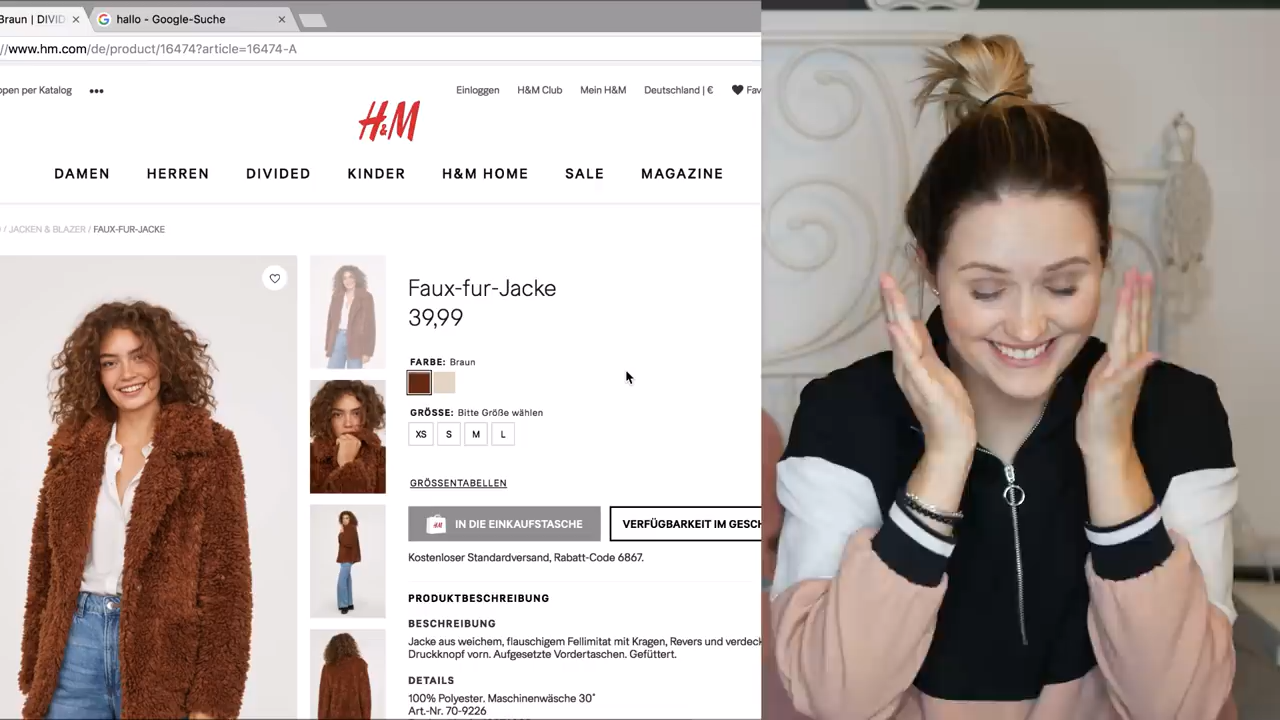 Braun | DIVID
hallo - Google-Suche
//www.hm.com/de/product/16474?article=16474-A
open per Katalog
Einloggen
H&M Club
Mein H&M
Deutschland | €
Fav
H&M
DAMEN
HERREN
DIVIDED
KINDER
H&M HOME
SALE
MAGAZINE
/ JACKEN & BLAZER / FAUX-FUR-JACKE
Faux-fur-Jacke
39,99
FARBE: Braun
GRÖSSE: Bitte Größe wählen
XS S M L
GRÖSSENTABELLEN
IN DIE EINKAUFSTASCHE
VERFÜGBARKEIT IM GESCH
Kostenloser Standardversand, Rabatt-Code 6867.
PRODUKTBESCHREIBUNG
BESCHREIBUNG
Jacke aus weichem, flauschigem Fellimitat mit Kragen, Revers und verdeck
Druckknopf vorn. Aufgesetzte Vordertaschen. Gefüttert.
DETAILS
100% Polyester. Maschinenwäsche 30°
Art.-Nr. 70-9226